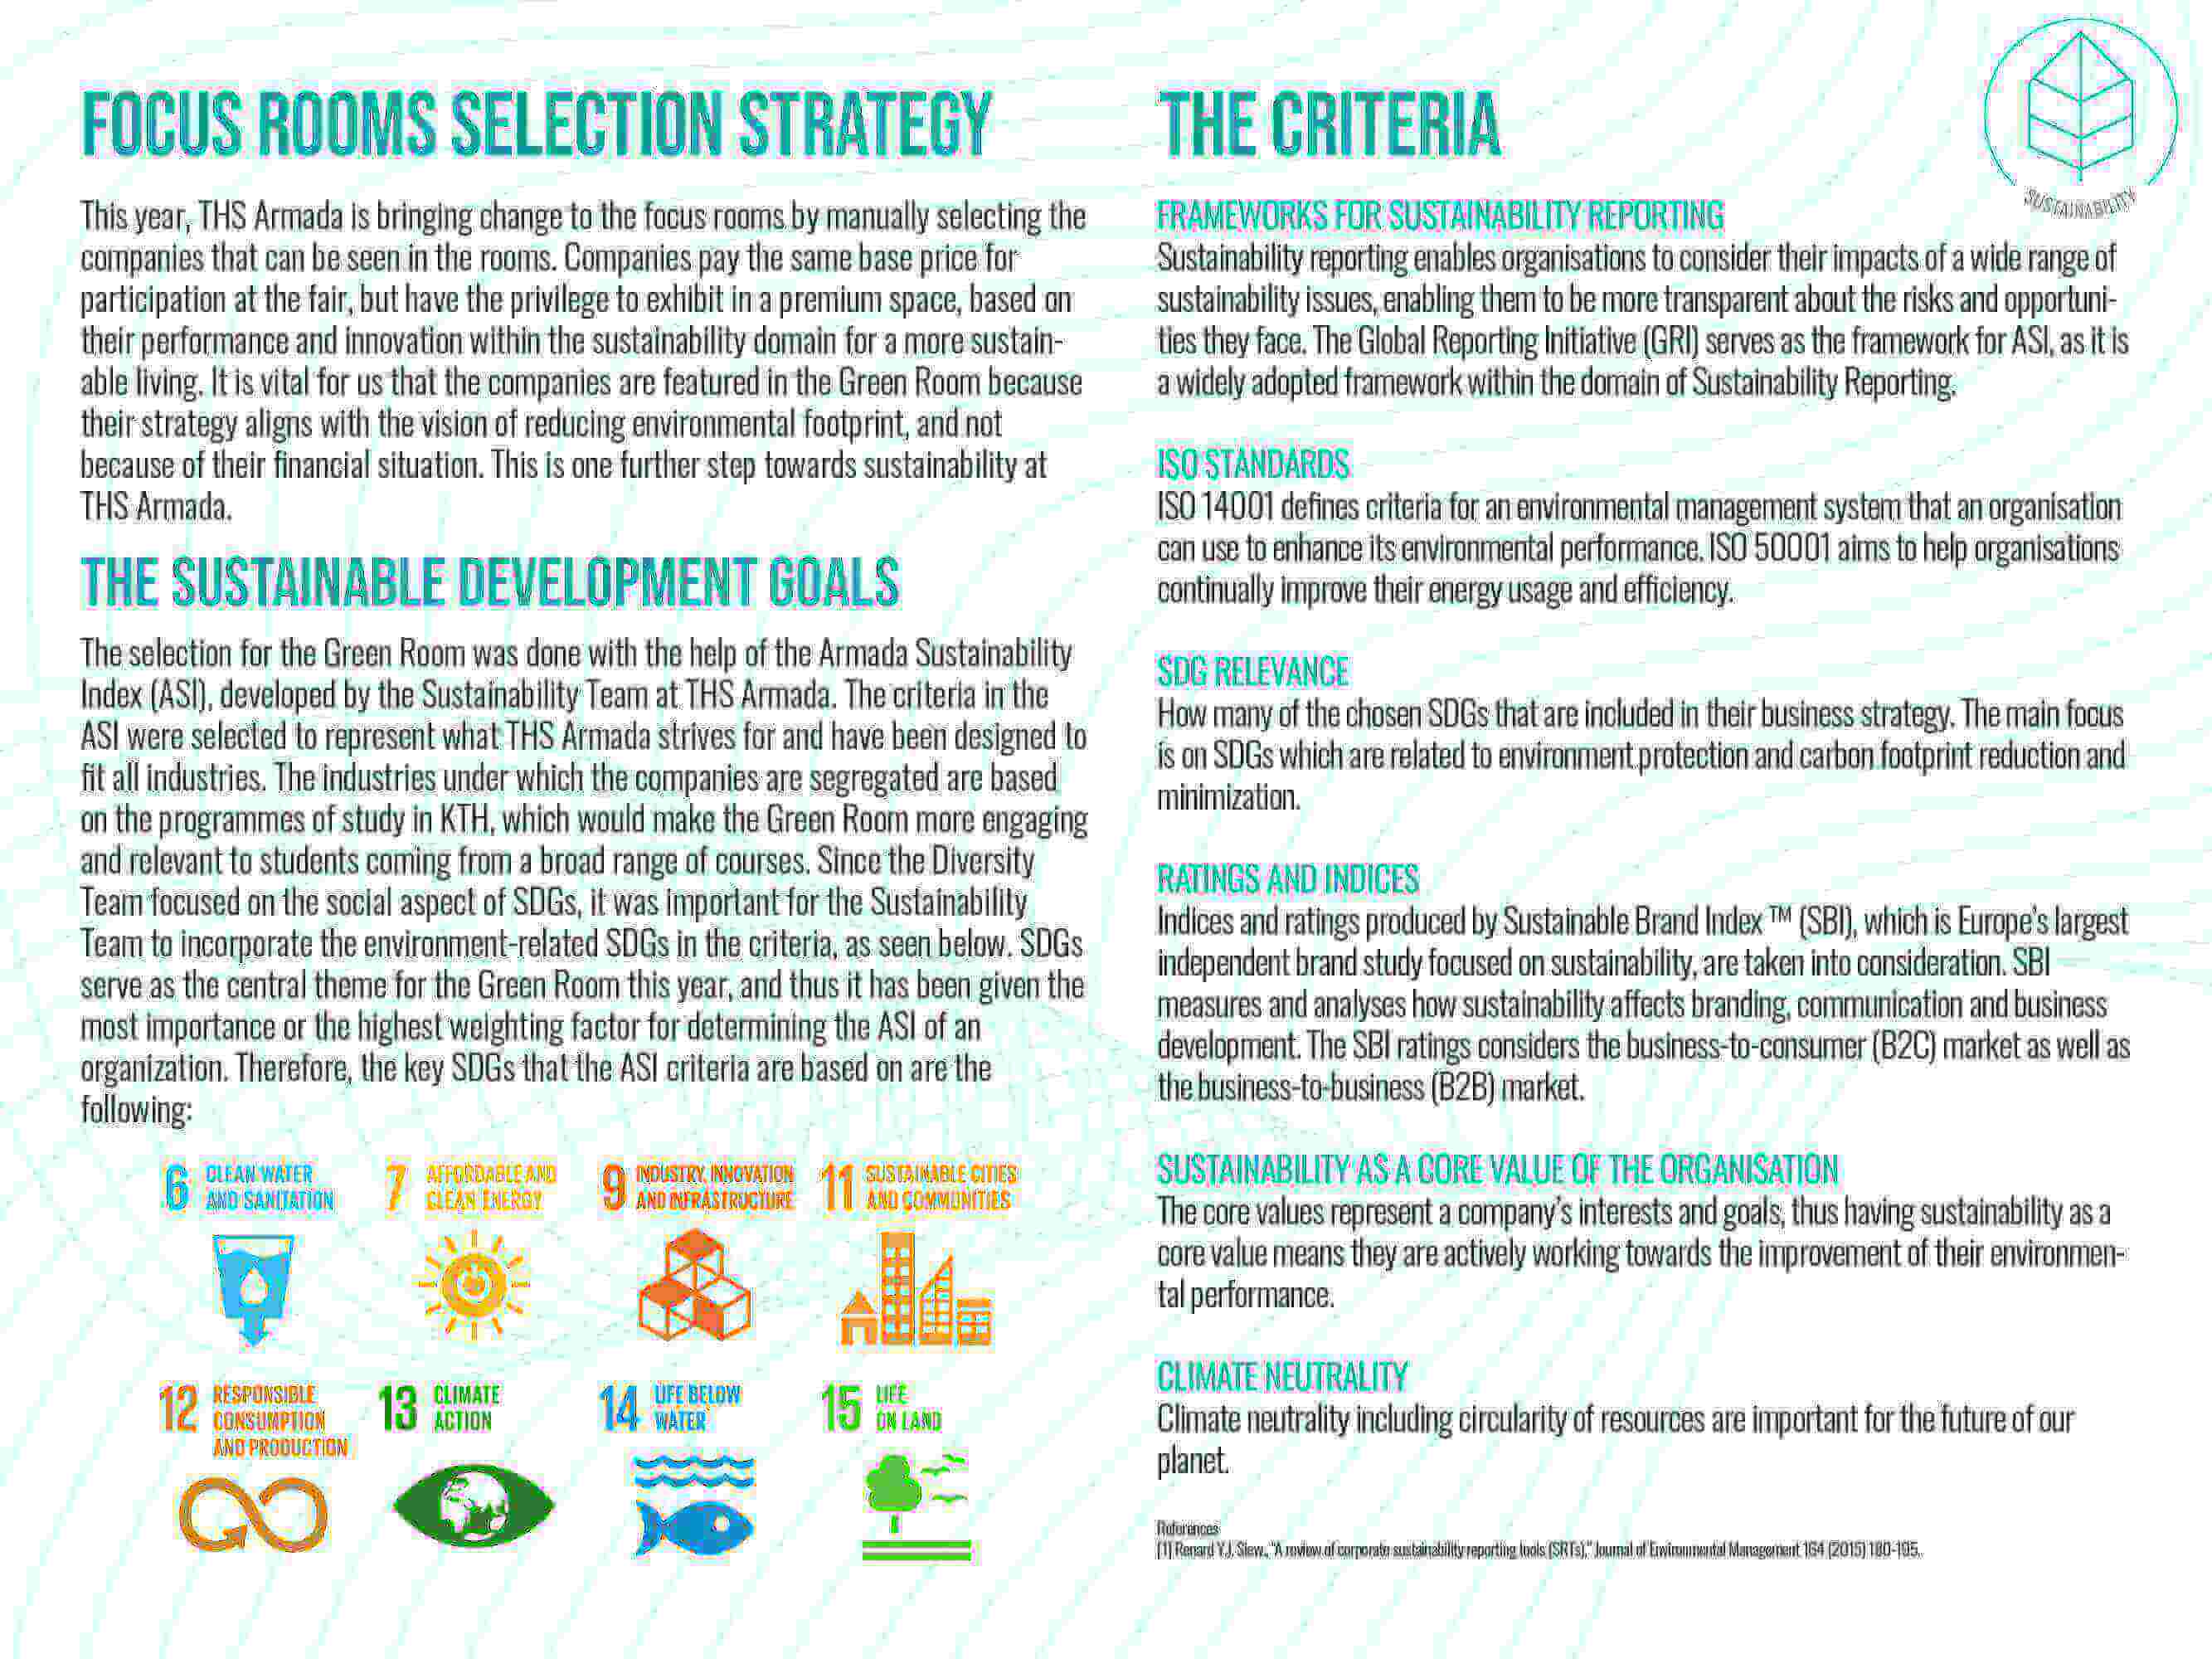 FOCUS ROOMS SELECTION STRATEGY
This year, THS Armada is bringing change to the focus rooms by manually selecting the
companies that can be seen in the rooms. Companies pay the same base price for
participation at the fair, but have the privilege to exhibit in a premium space, based on
their performance and innovation within the sustainability domain for a more sustain-
able living. It is vital for us that the companies are featured in the Green Room because
their strategy aligns with the vision of reducing environmental footprint, and not
because of their financial situation. This is one further step towards sustainability at
THS Armada.
THE SUSTAINABLE DEVELOPMENT GOALS
The selection for the Green Room was done with the help of the Armada Sustainability
Index (ASI), developed by the Sustainability Team at THS Armada. The criteria in the
ASI were selected to represent what THS Armada strives for and have been designed to
fit all industries. The industries under which the companies are segregated are based
on the programmes of study in KTH, which would make the Green Room more engaging
and relevant to students coming from a broad range of courses. Since the Diversity
Team focused on the social aspect of SDGs, it was important for the Sustainability
Team to incorporate the environment-related SDGs in the criteria, as seen below. SDGs
serve as the central theme for the Green Room this year, and thus it has been given the
most importance or the highest weighting factor for determining the ASI of an
organization. Therefore, the key SDGs that the ASI criteria are based on are the
following:
6 CLEAN WATER
AND SANITATION
7 AFFORDABLE AND
CLEAN ENERGY
9 INDUSTRY, INNOVATION
AND INFRASTRUCTURE
11 SUSTAINABLE CITIES
AND COMMUNITIES
12 RESPONSIBLE
CONSUMPTION
AND PRODUCTION
13 CLIMATE
ACTION
14 LIFE BELOW
WATER
15 LIFE
ON LAND
THE CRITERIA
SUSTAINABILITY
FRAMEWORKS FOR SUSTAINABILITY REPORTING
Sustainability reporting enables organisations to consider their impacts of a wide range of
sustainability issues, enabling them to be more transparent about the risks and opportuni-
ties they face. The Global Reporting Initiative (GRI) serves as the framework for ASI, as it is
a widely adopted framework within the domain of Sustainability Reporting.
ISO STANDARDS
ISO 14001 defines criteria for an environmental management system that an organisation
can use to enhance its environmental performance. ISO 50001 aims to help organisations
continually improve their energy usage and efficiency.
SDG RELEVANCE
How many of the chosen SDGs that are included in their business strategy. The main focus
is on SDGs which are related to environment protection and carbon footprint reduction and
minimization.
RATINGS AND INDICES
Indices and ratings produced by Sustainable Brand Index ™ (SBI), which is Europe's largest
independent brand study focused on sustainability, are taken into consideration. SBI
measures and analyses how sustainability affects branding, communication and business
development. The SBI ratings considers the business-to-consumer (B2C) market as well as
the business-to-business (B2B) market.
SUSTAINABILITY AS A CORE VALUE OF THE ORGANISATION
The core values represent a company's interests and goals, thus having sustainability as a
core value means they are actively working towards the improvement of their environmen-
tal performance.
CLIMATE NEUTRALITY
Climate neutrality including circularity of resources are important for the future of our
planet.
References
[1] Renard Y.J. Siew., "A review of corporate sustainability reporting tools (SRTs)," Journal of Environmental Management 164 (2015) 180-195.